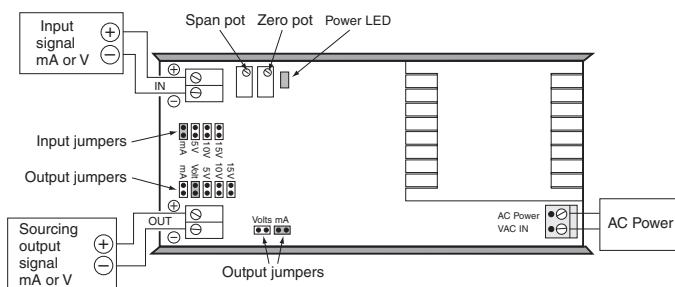 Input
signal
mA or V
+
−
Span pot
Zero pot
Power LED
+
IN
−
Input jumpers
mA
5V
10V
15V
Output jumpers
mA
Volt
5V
10V
15V
+
OUT
−
Sourcing
output
signal
mA or V
+
−
Volts mA
Output jumpers
AC Power
VAC IN
AC Power